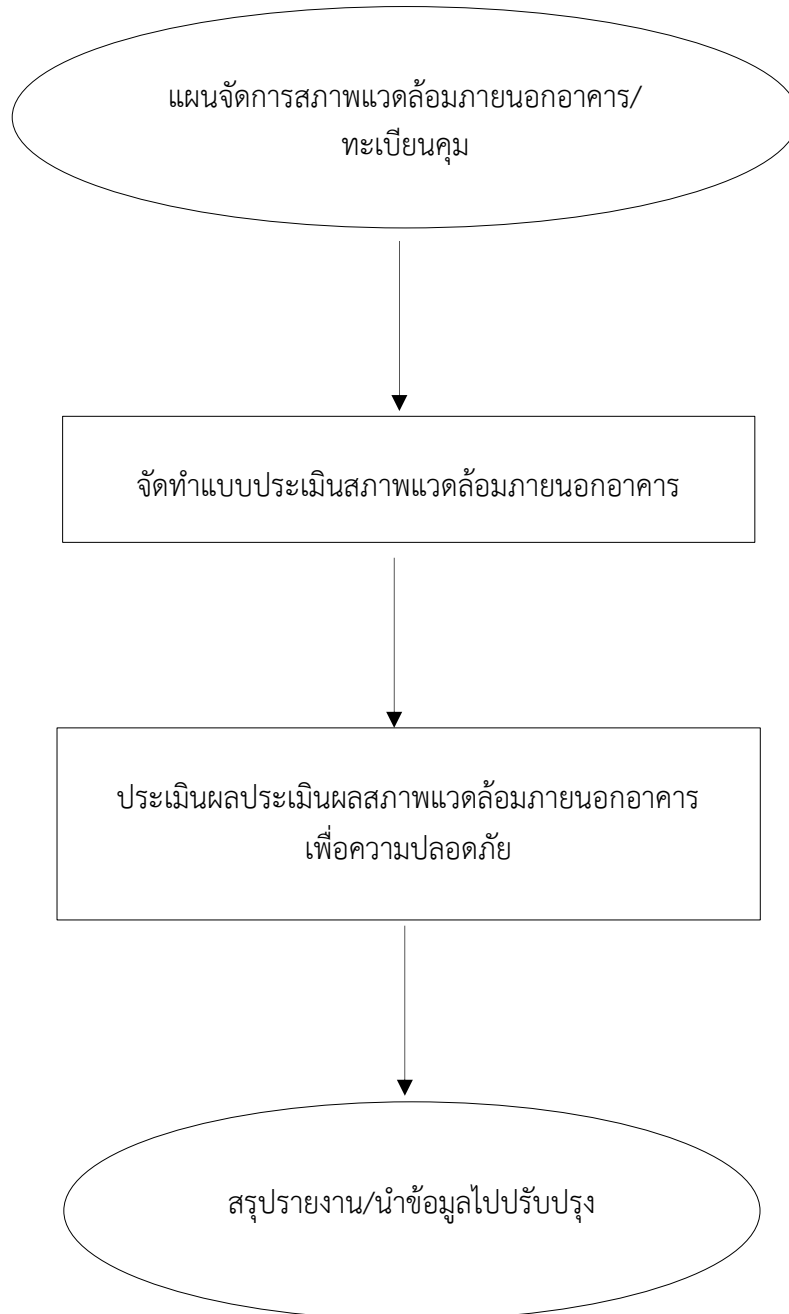 แผนจัดการสภาพแวดล้อมภายนอกอาคาร/
ทะเบียนคุม
จัดทำแบบประเมินสภาพแวดล้อมภายนอกอาคาร
ประเมินผลประเมินผลสภาพแวดล้อมภายนอกอาคาร
เพื่อความปลอดภัย
สรุปรายงาน/นำข้อมูลไปปรับปรุง